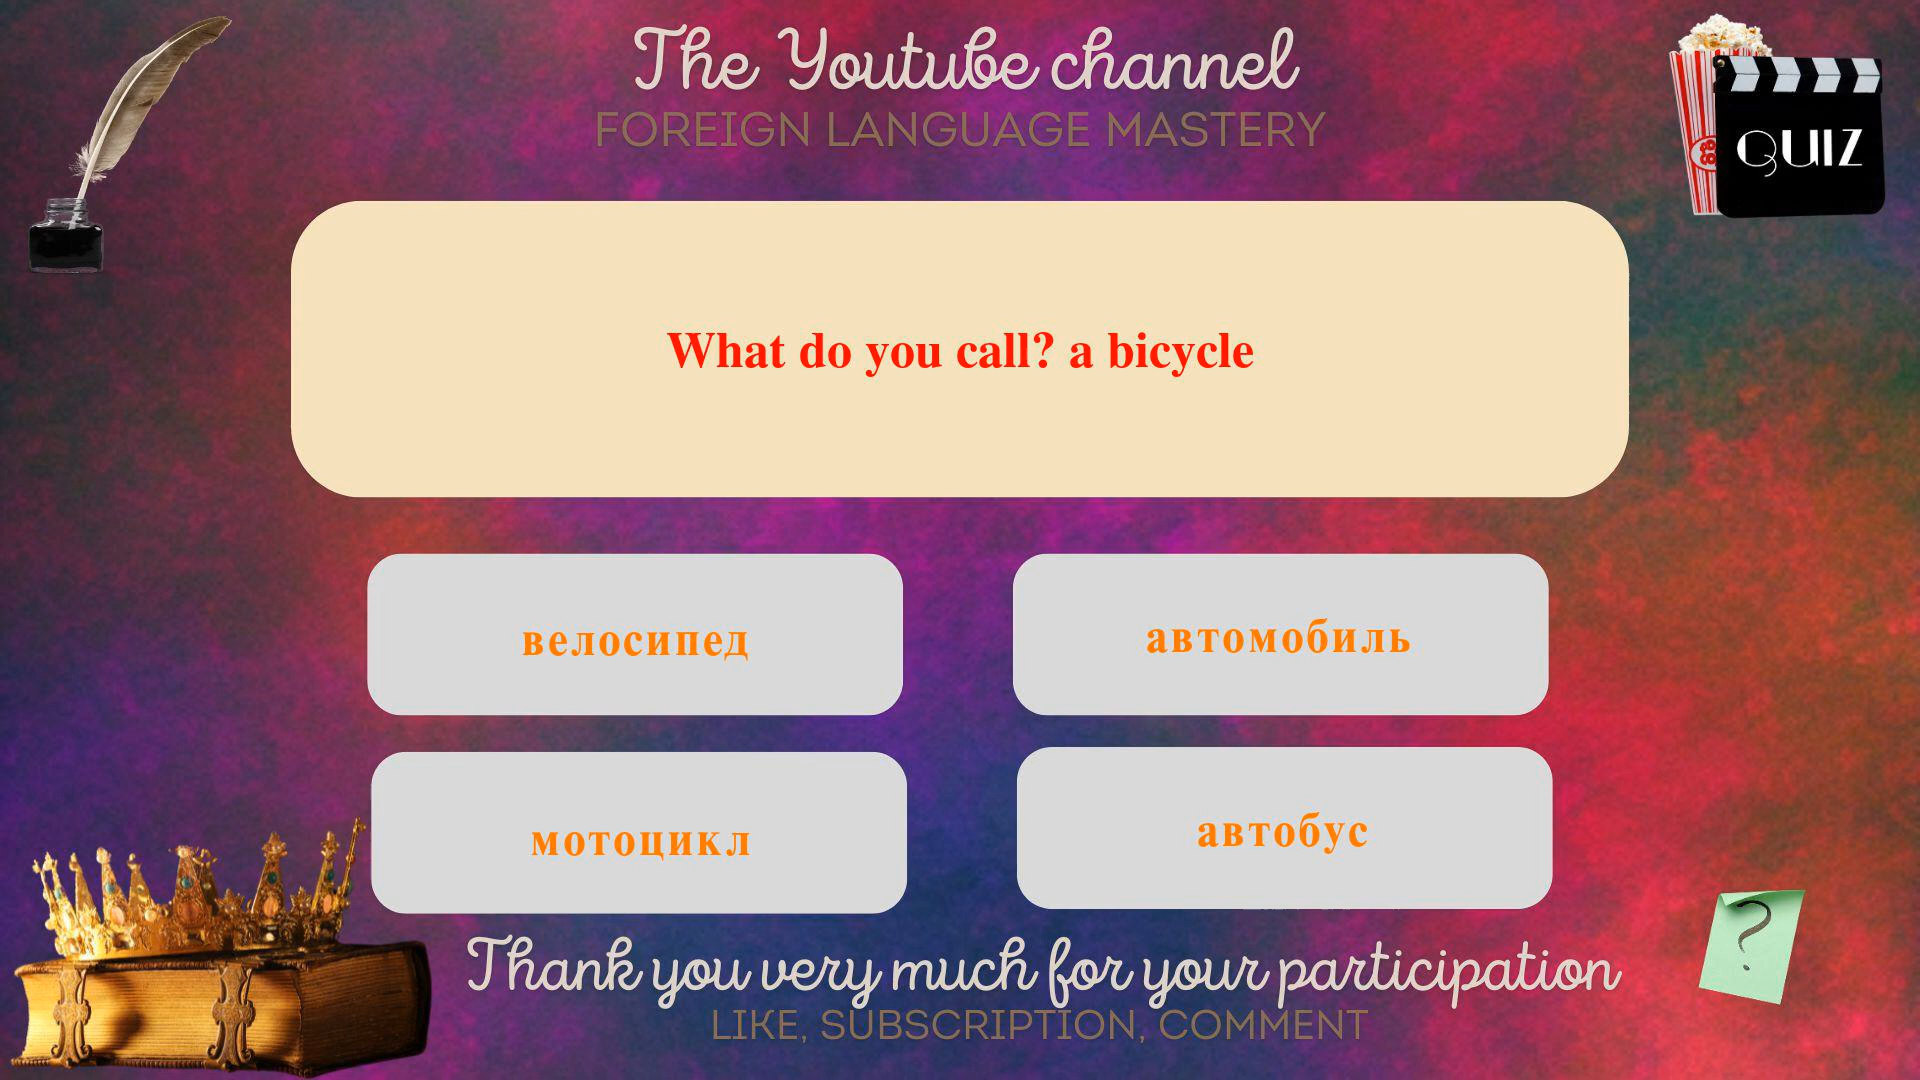 The Youtube channel
FOREIGN LANGUAGE MASTERY
QUIZ
What do you call? a bicycle
велосипед
автомобиль
мотоцикл
автобус
?
Thank you very much for your participation
LIKE, SUBSCRIPTION, COMMENT